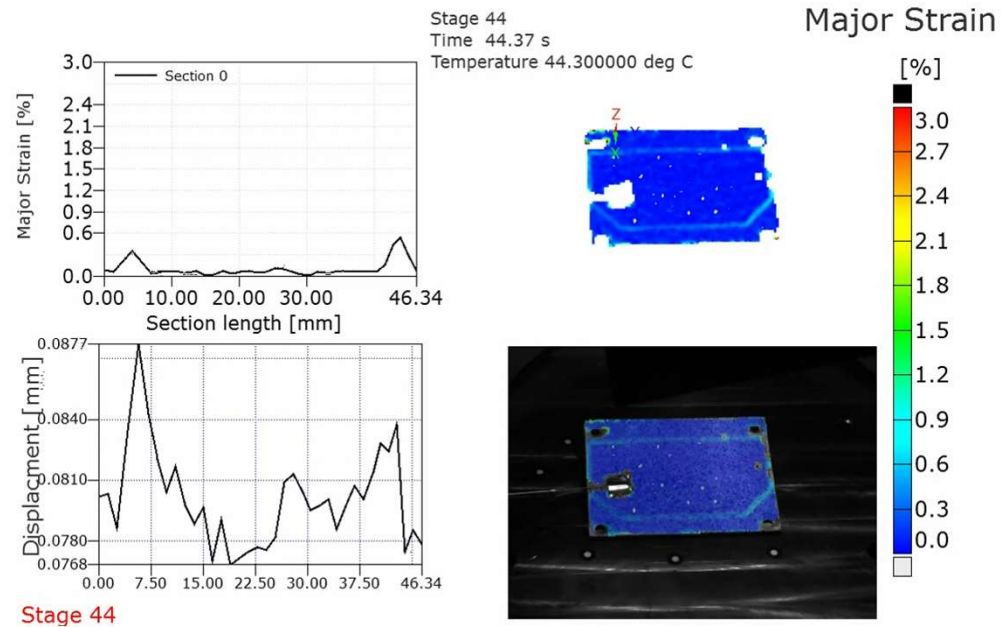 Stage 44
Time 44.37 s
Temperature 44.300000 deg C
Major Strain
[%]
3.0
2.7
2.4
2.1
1.8
1.5
1.2
0.9
0.6
0.3
0.0
Major Strain [%]
3.0
2.4
2.1
1.8
1.5
1.2
0.9
0.6
0.0
Section 0
0.00 10.00 20.00 30.00 46.34
Section length [mm]
Z
Y
X
Displacment [mm]
0.0877
0.0840
0.0810
0.0780
0.0768
0.00 7.50 15.00 22.50 30.00 37.50 46.34
Stage 44